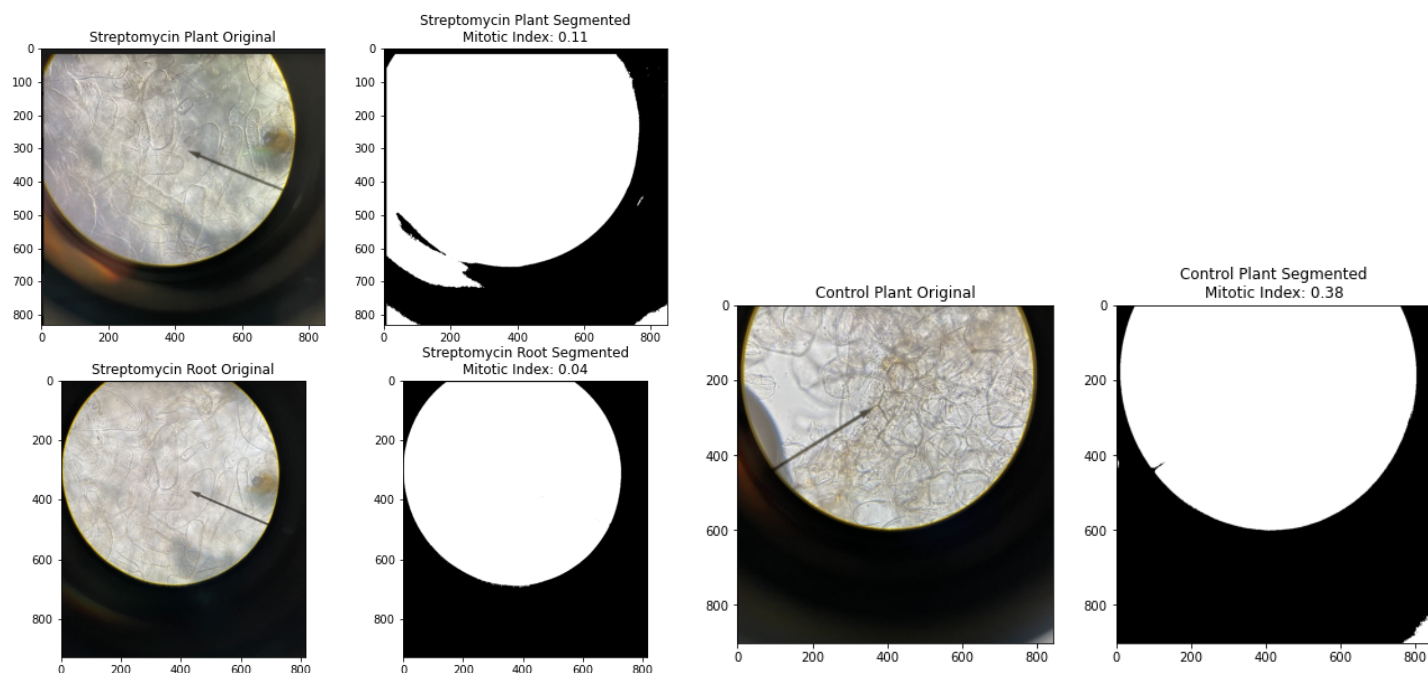 Streptomycin Plant Original
Streptomycin Plant Segmented
Mitotic Index: 0.11
0
100
200
300
400
500
600
700
800
0 200 400 600 800
0
100
200
300
400
500
600
700
800
0 200 400 600 800
Streptomycin Root Original
Streptomycin Root Segmented
Mitotic Index: 0.04
0
200
400
600
800
0 200 400 600 800
0
200
400
600
800
0 200 400 600 800
Control Plant Original
Control Plant Segmented
Mitotic Index: 0.38
0
200
400
600
800
0 200 400 600 800
0
200
400
600
800
0 200 400 600 800